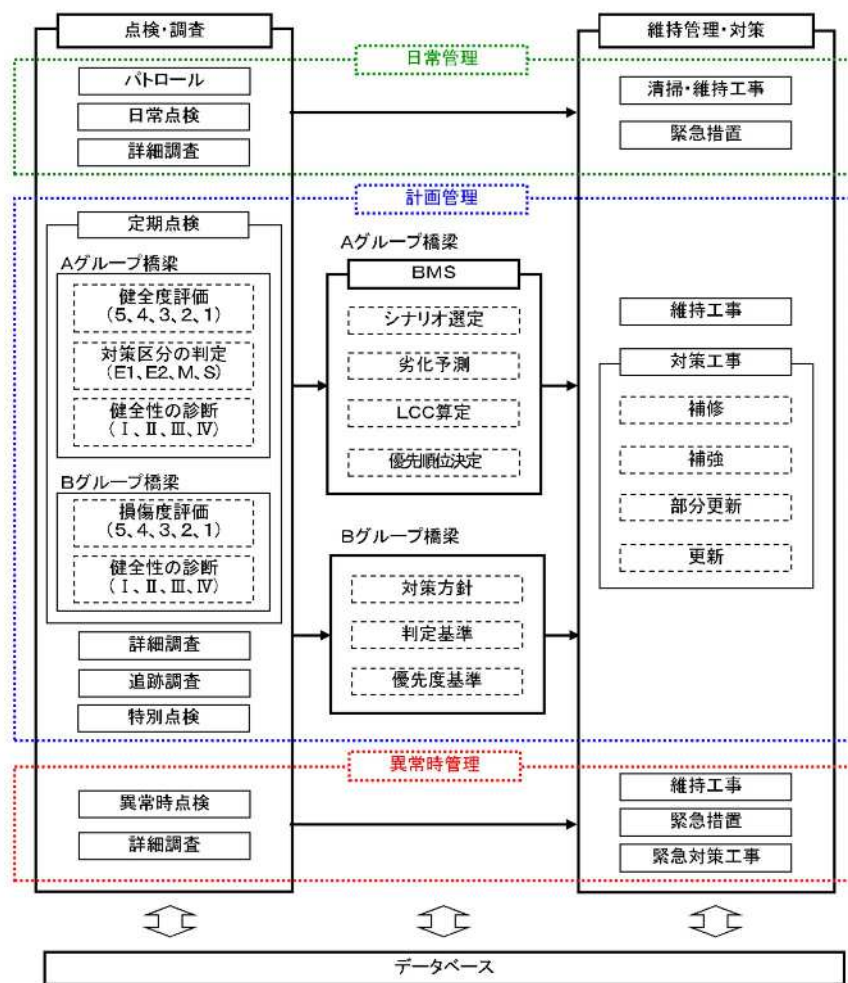 点検・調査
維持管理・対策
日常管理
パトロール
日常点検
詳細調査
清掃・維持工事
緊急措置
計画管理
定期点検
Aグループ橋梁
健全度評価
(5、4、3、2、1)
対策区分の判定
(E1、E2、M、S)
健全性の診断
(Ⅰ、Ⅱ、Ⅲ、Ⅳ)
Bグループ橋梁
損傷度評価
(5、4、3、2、1)
健全性の診断
(Ⅰ、Ⅱ、Ⅲ、Ⅳ)
詳細調査
追跡調査
特別点検
Aグループ橋梁
BMS
シナリオ選定
劣化予測
LCC算定
優先順位決定
Bグループ橋梁
対策方針
判定基準
優先度基準
維持工事
対策工事
補修
補強
部分更新
更新
異常時管理
異常時点検
詳細調査
維持工事
緊急措置
緊急対策工事
データベース